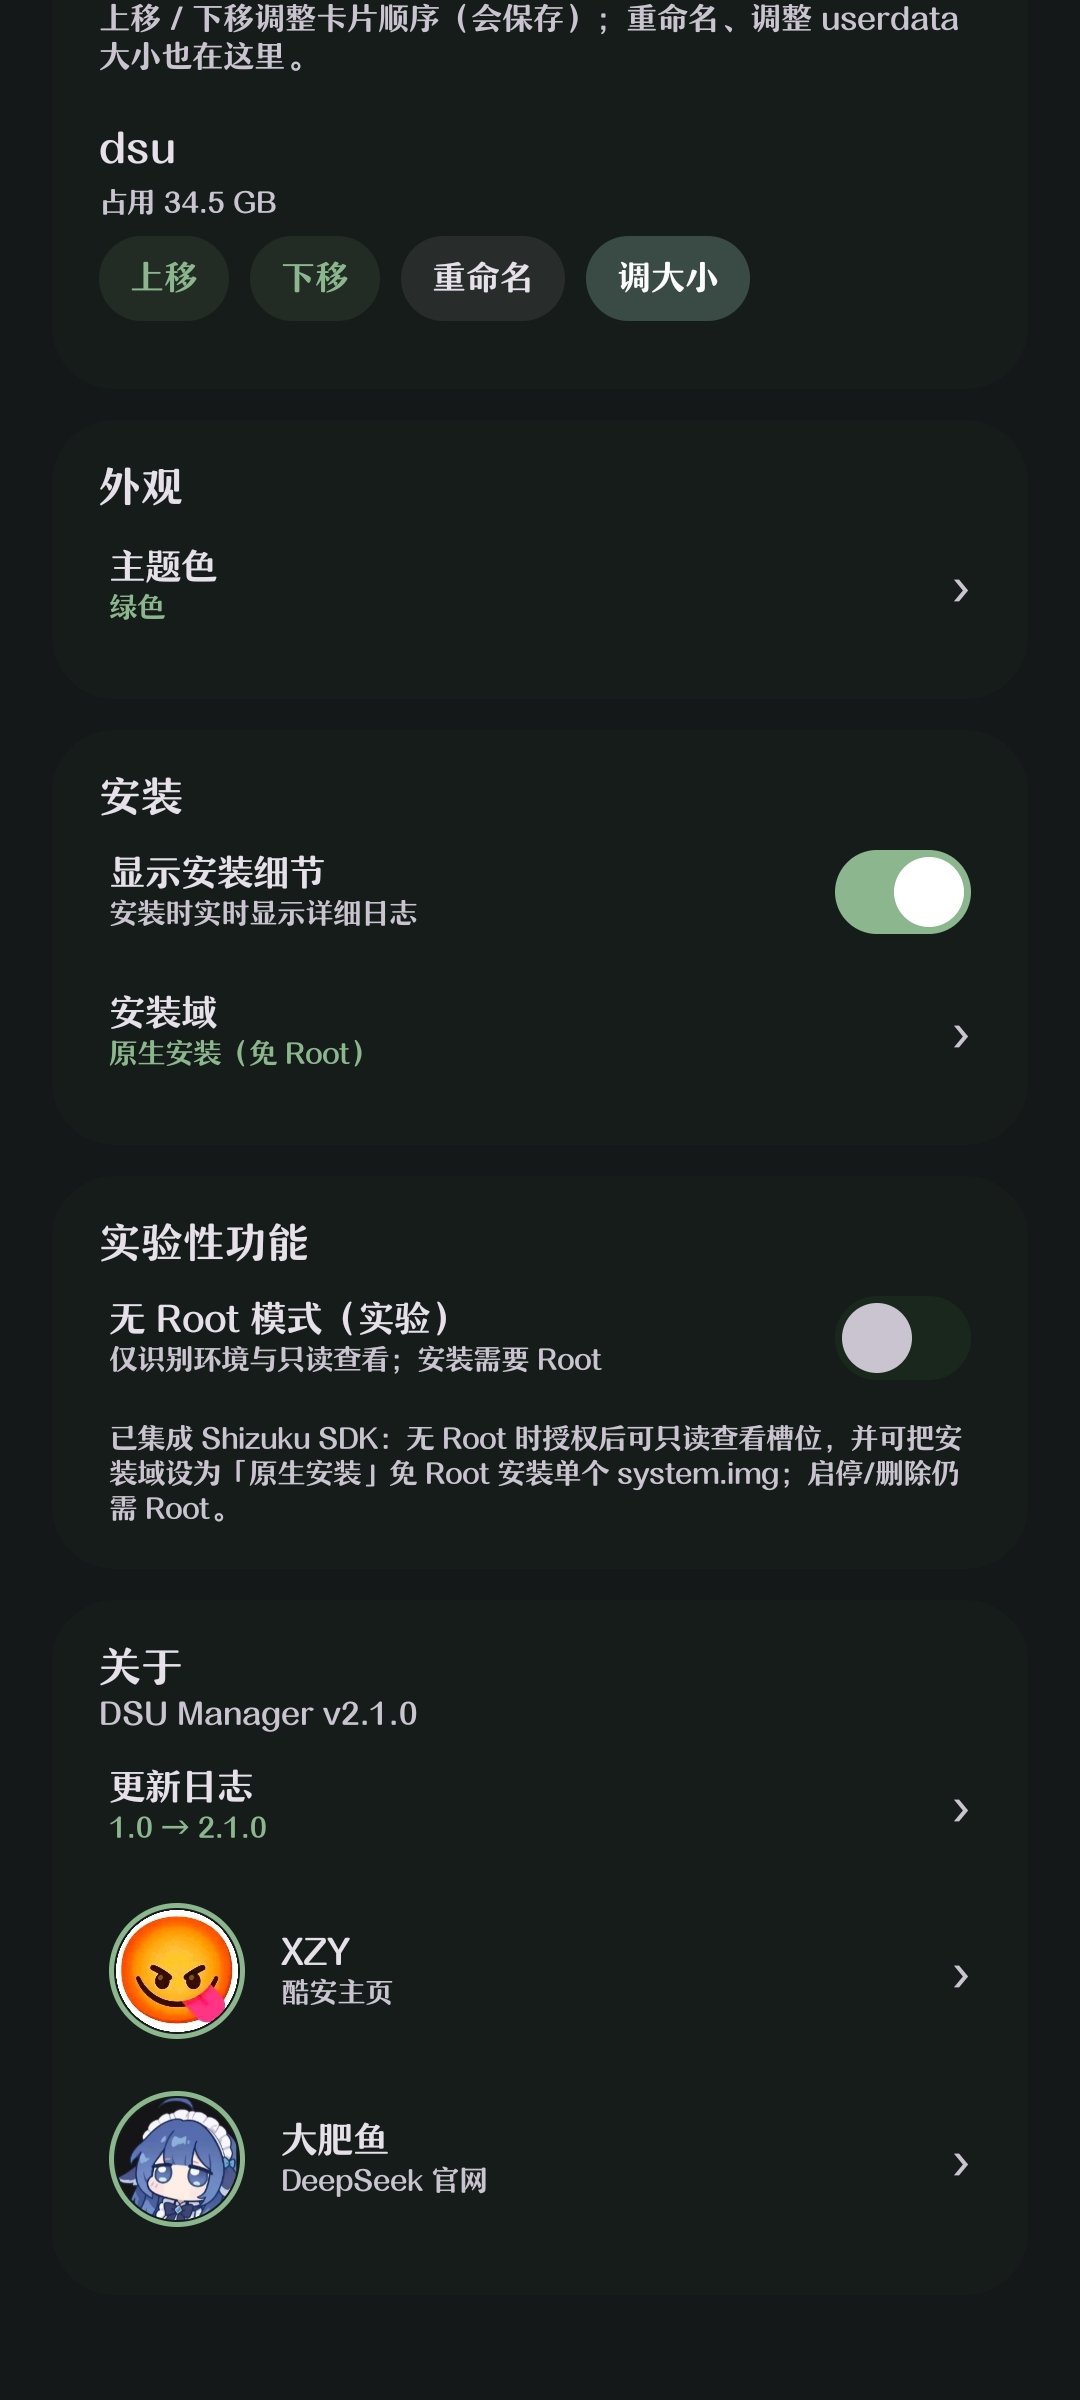 上移 / 下移调整卡片顺序（会保存）；重命名、调整 userdata
大小也在这里。
dsu
占用 34.5 GB
上移
下移
重命名
调大小
外观
主题色
绿色
安装
显示安装细节
安装时实时显示详细日志
安装域
原生安装（免 Root）
实验性功能
无 Root 模式（实验）
仅识别环境与只读查看；安装需要 Root
已集成 Shizuku SDK：无 Root 时授权后可只读查看槽位，并可把安
装域设为「原生安装」免 Root 安装单个 system.img；启停/删除仍
需 Root。
关于
DSU Manager v2.1.0
更新日志
1.0 → 2.1.0
XZY
酷安主页
大肥鱼
DeepSeek 官网